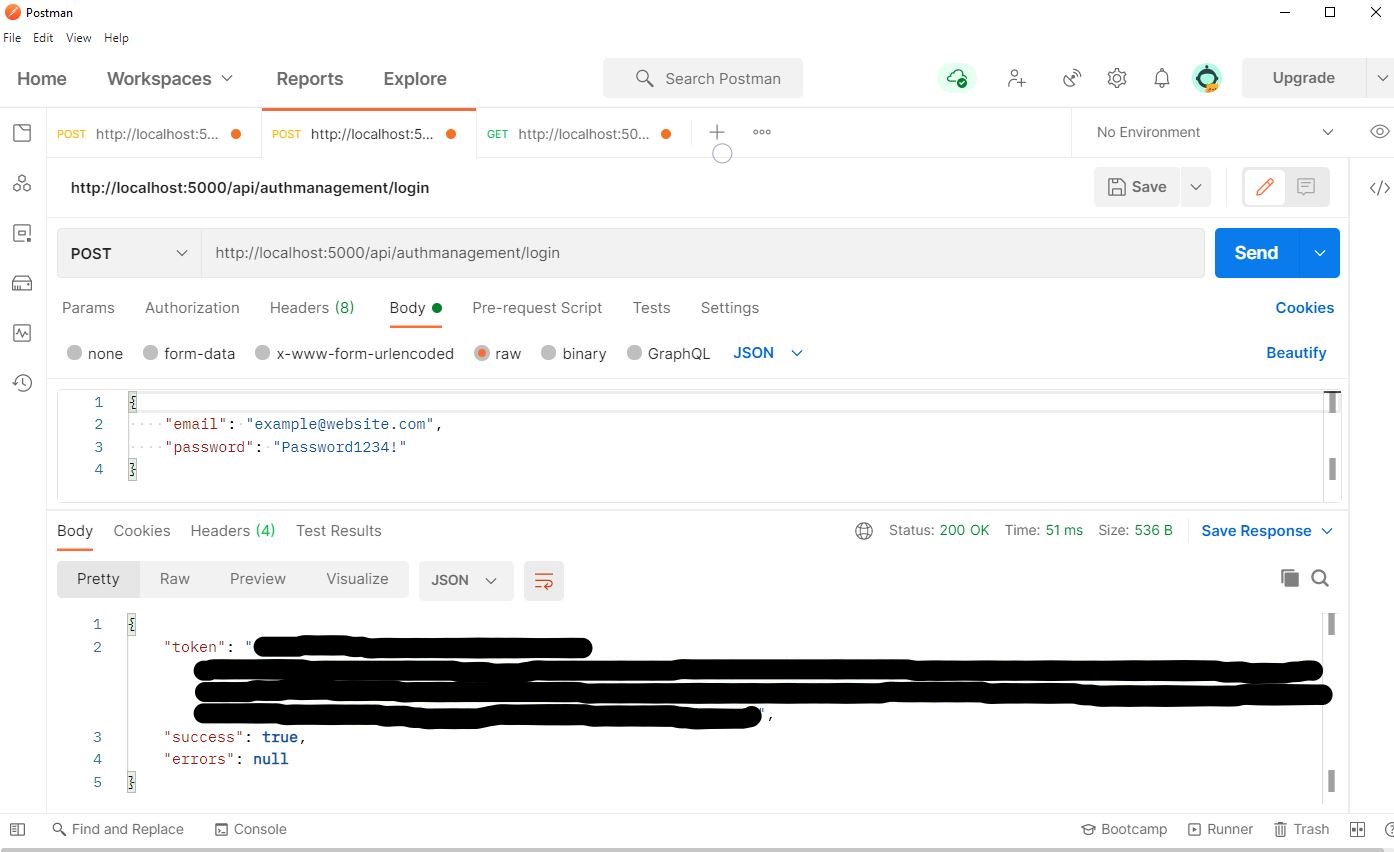 Postman
File Edit View Help
Home Workspaces Reports Explore Search Postman Upgrade
POST http://localhost:5... POST http://localhost:5... GET http://localhost:50... No Environment
http://localhost:5000/api/authmanagement/login Save
POST http://localhost:5000/api/authmanagement/login Send
Params Authorization Headers (8) Body Pre-request Script Tests Settings Cookies
none form-data x-www-form-urlencoded raw binary GraphQL JSON Beautify
1 {
2 "email": "example@website.com",
3 "password": "Password1234!"
4 }
Body Cookies Headers (4) Test Results Status: 200 OK Time: 51 ms Size: 536 B Save Response
Pretty Raw Preview Visualize JSON
1 {
2 "token": "
",
3 "success": true,
4 "errors": null
5 }
Find and Replace Console Bootcamp Runner Trash